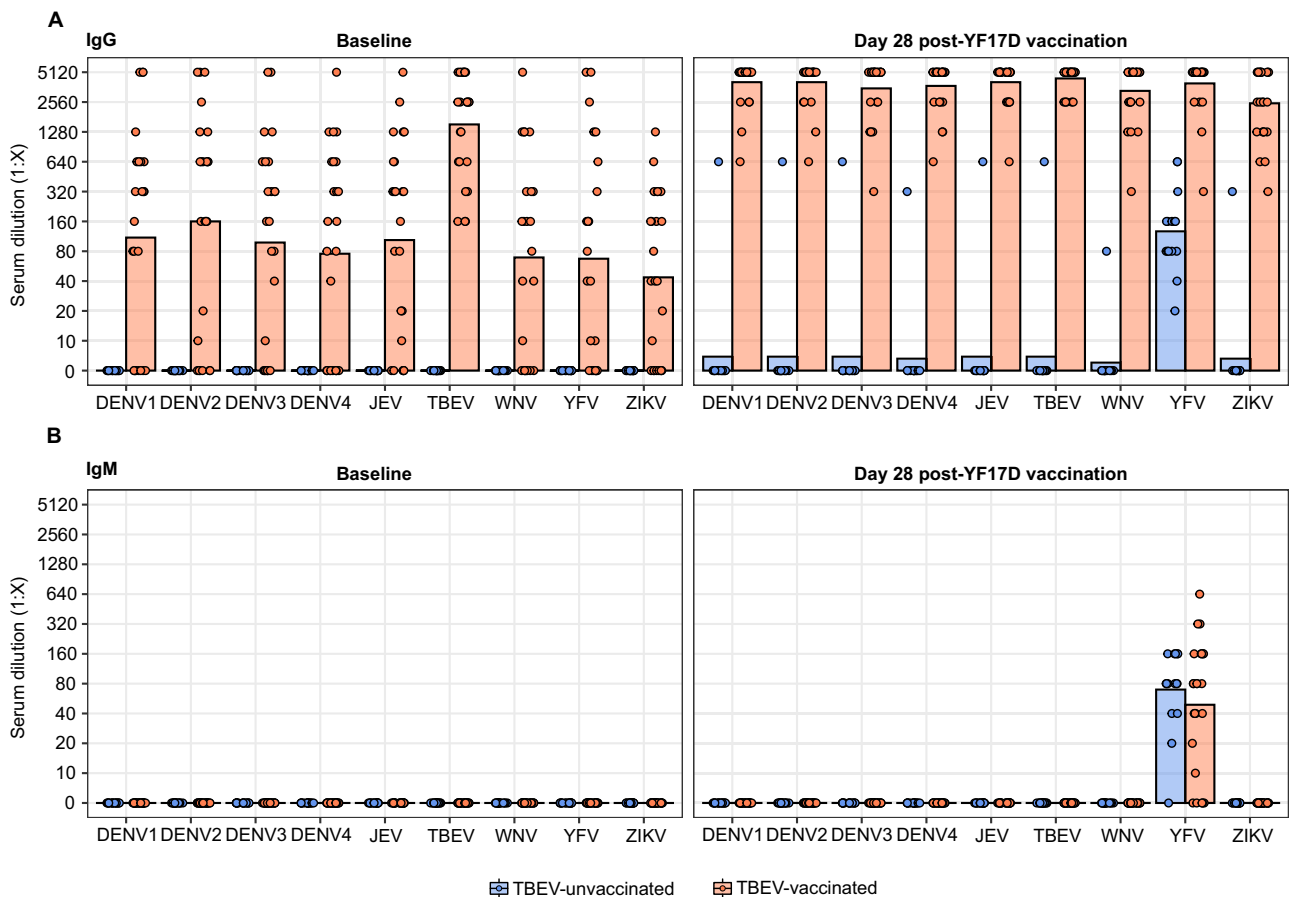 A
IgG
Baseline
Day 28 post-YF17D vaccination
Serum dilution (1:X)
5120
2560
1280
640
320
160
80
40
20
10
0
DENV1 DENV2 DENV3 DENV4 JEV TBEV WNV YFV ZIKV
DENV1 DENV2 DENV3 DENV4 JEV TBEV WNV YFV ZIKV
B
IgM
Baseline
Day 28 post-YF17D vaccination
Serum dilution (1:X)
5120
2560
1280
640
320
160
80
40
20
10
0
DENV1 DENV2 DENV3 DENV4 JEV TBEV WNV YFV ZIKV
DENV1 DENV2 DENV3 DENV4 JEV TBEV WNV YFV ZIKV
TBEV-unvaccinated TBEV-vaccinated